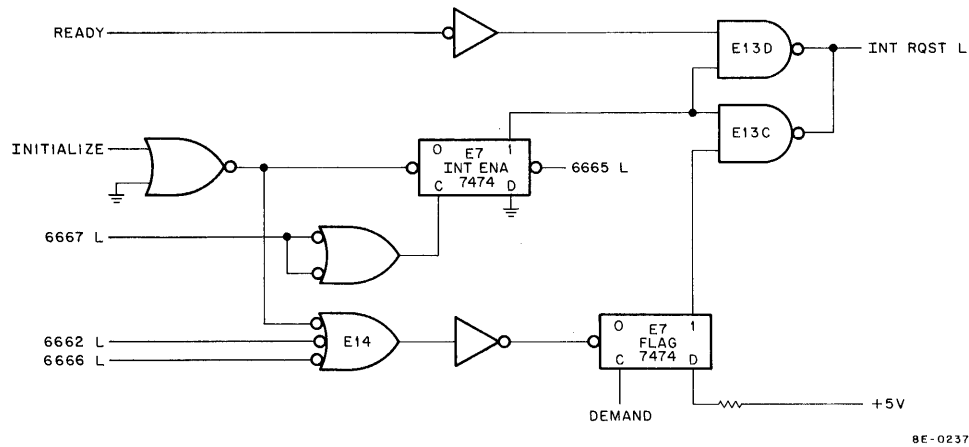 READY
E13D
INT RQST L
E13C
INITIALIZE
0 E7 1
INT ENA
7474
C D
6665 L
6667 L
6662 L
E14
6666 L
0 E7 1
FLAG
7474
C D
DEMAND
+5V
8E-0237